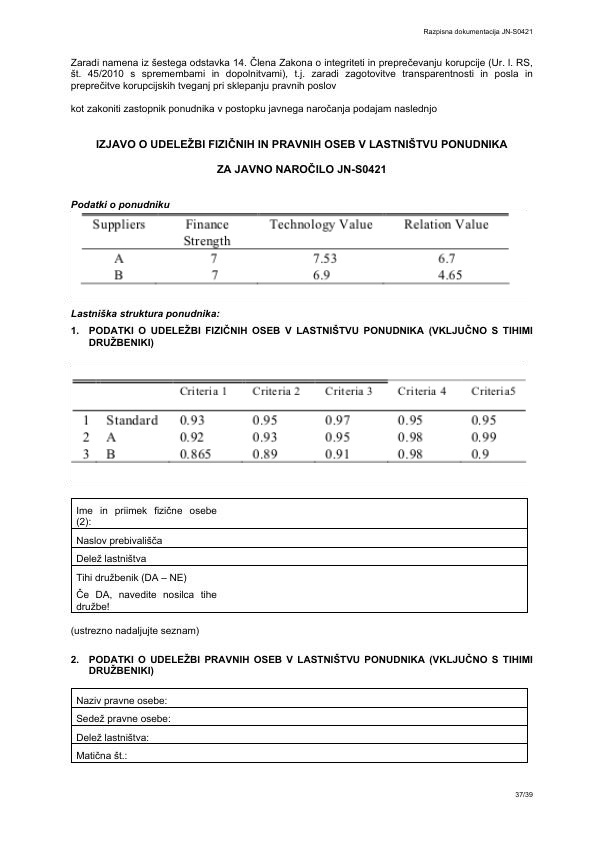 Razpisna dokumentacija JN-S0421
Zaradi namena iz šestega odstavka 14. Člena Zakona o integriteti in preprečevanju korupcije (Ur. l. RS,
št. 45/2010 s spremembami in dopolnitvami), t.j. zaradi zagotovitve transparentnosti in posla in
preprečitve korupcijskih tveganj pri sklepanju pravnih poslov
kot zakoniti zastopnik ponudnika v postopku javnega naročanja podajam naslednjo
IZJAVO O UDELEŽBI FIZIČNIH IN PRAVNIH OSEB V LASTNIŠTVU PONUDNIKA
ZA JAVNO NAROČILO JN-S0421
Podatki o ponudniku
Suppliers Finance Technology Value Relation Value
Strength
A 7 7.53 6.7
B 7 6.9 4.65
Lastniška struktura ponudnika:
1. PODATKI O UDELEŽBI FIZIČNIH OSEB V LASTNIŠTVU PONUDNIKA (VKLJUČNO S TIHIMI
DRUŽBENIKI)
Criteria 1 Criteria 2 Criteria 3 Criteria 4 Criteria5
1 Standard 0.93 0.95 0.97 0.95 0.95
2 A 0.92 0.93 0.95 0.98 0.99
3 B 0.865 0.89 0.91 0.98 0.9
Ime in priimek fizične osebe
(2):
Naslov prebivališča
Delež lastništva
Tihi družbenik (DA – NE)
Če DA, navedite nosilca tihe
družbe!
(ustrezno nadaljujte seznam)
2. PODATKI O UDELEŽBI PRAVNIH OSEB V LASTNIŠTVU PONUDNIKA (VKLJUČNO S TIHIMI
DRUŽBENIKI)
Naziv pravne osebe:
Sedež pravne osebe:
Delež lastništva:
Matična št.:
37/39